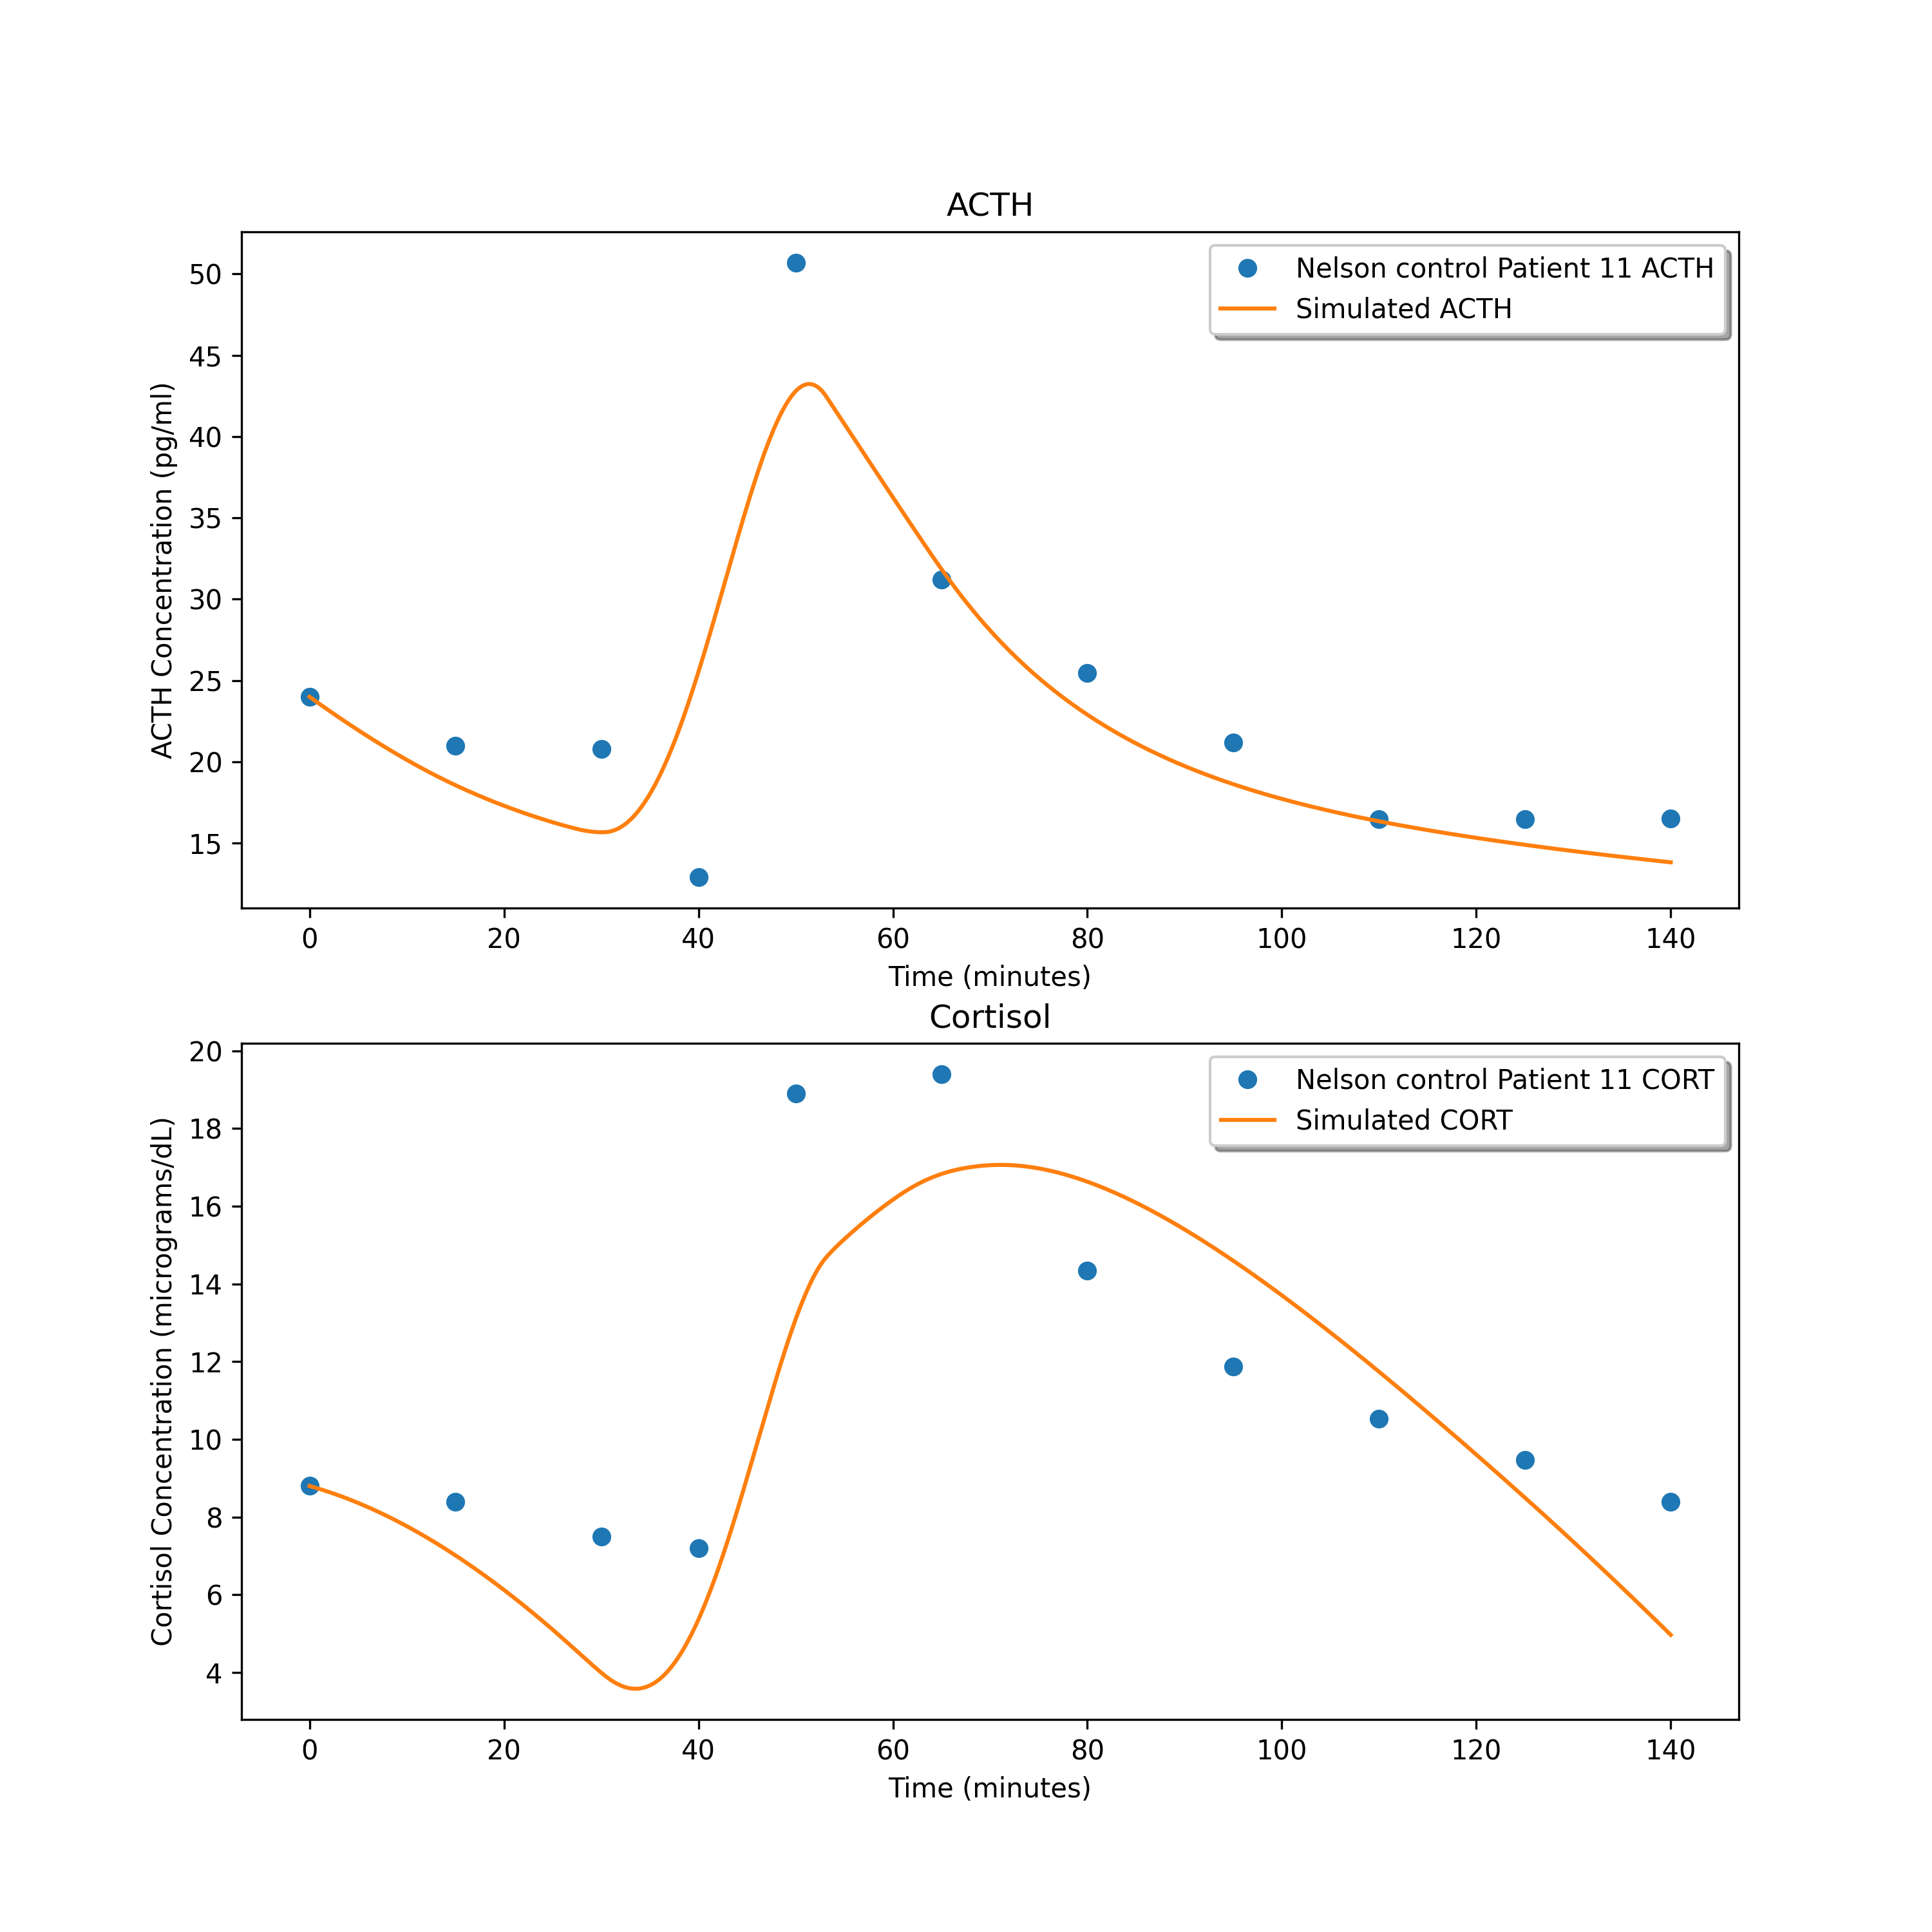 ACTH
Nelson control Patient 11 ACTH
Simulated ACTH
ACTH Concentration (pg/ml)
50
45
40
35
30
25
20
15
0 20 40 60 80 100 120 140
Time (minutes)
Cortisol
Nelson control Patient 11 CORT
Simulated CORT
Cortisol Concentration (micrograms/dL)
20
18
16
14
12
10
8
6
4
0 20 40 60 80 100 120 140
Time (minutes)